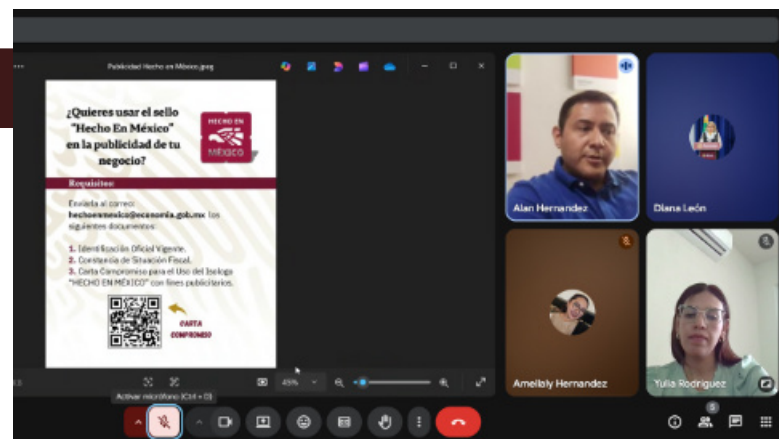 Publicidad Hecho en México.jpeg
¿Quieres usar el sello
"Hecho En México"
en la publicidad de tu
negocio?
HECHO EN
MÉXICO
Requisitos:
Enviarla al correo:
hechoenmexico@economia.gob.mx los
siguientes documentos:
1. Identificación Oficial Vigente.
2. Constancia de Situación Fiscal.
3. Carta Compromiso para el Uso del Isologo
"HECHO EN MÉXICO" con fines publicitarios.
CARTA
COMPROMISO
45%
Activar micrófono (Ctrl + D)
Alan Hernandez
Diana León
Amellaly Hernandez
Yulia Rodriguez